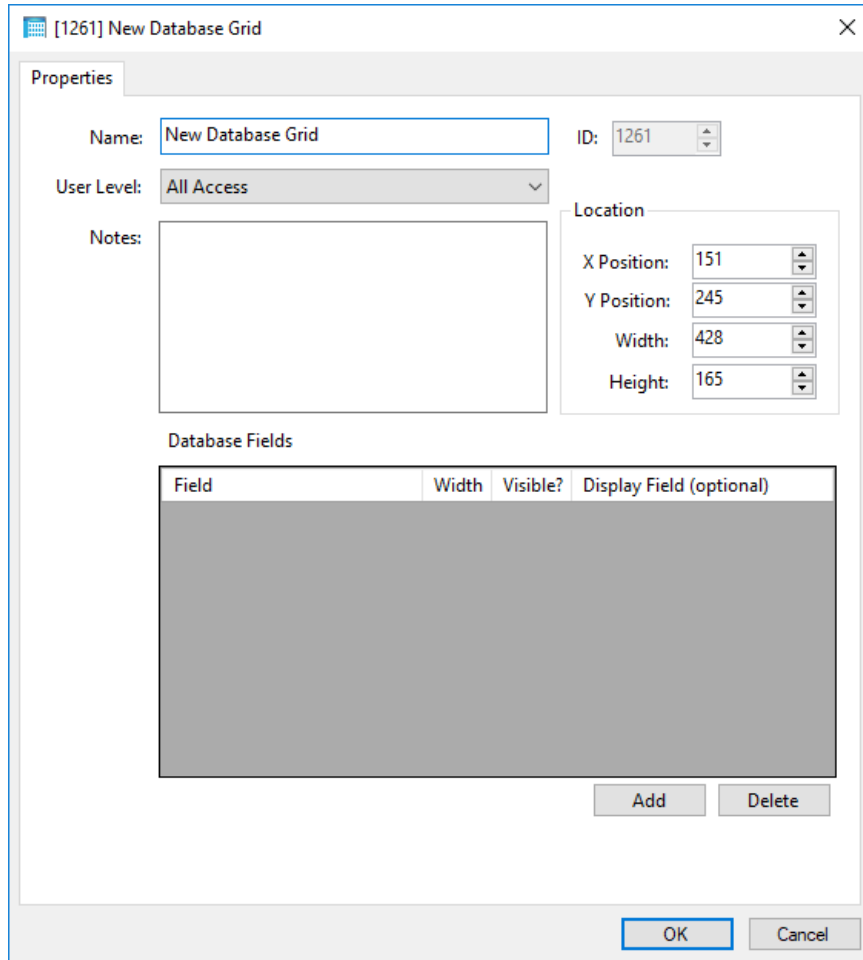 [1261] New Database Grid
Properties
Name: New Database Grid ID: 1261
User Level: All Access
Location
Notes:
X Position: 151
Y Position: 245
Width: 428
Height: 165
Database Fields
Field Width Visible? Display Field (optional)
Add Delete
OK Cancel